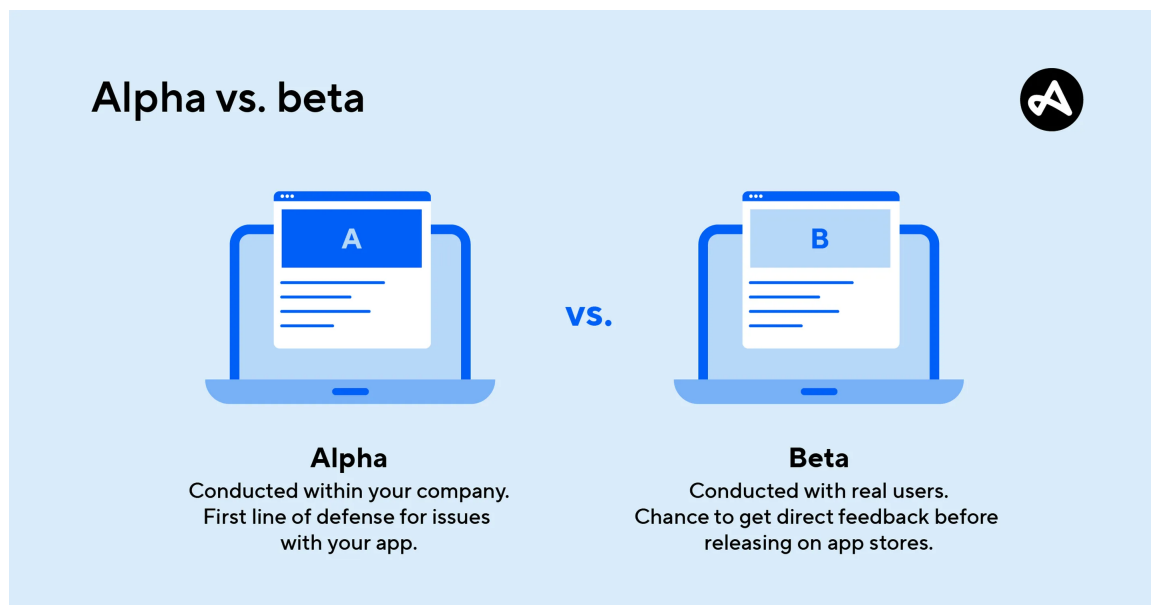 Alpha vs. beta
A
B
vs.
Alpha
Conducted within your company.
First line of defense for issues
with your app.
Beta
Conducted with real users.
Chance to get direct feedback before
releasing on app stores.